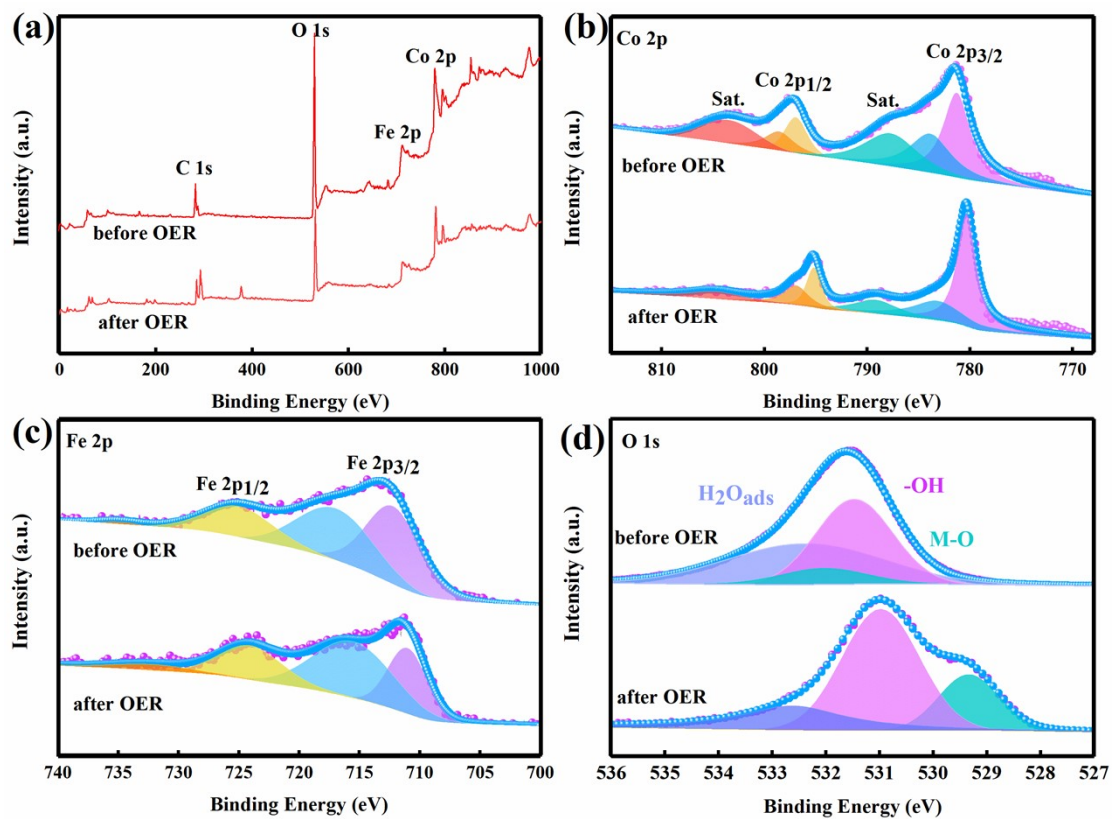 (a)
O 1s
Co 2p
Fe 2p
C 1s
before OER
after OER
Intensity (a.u.)
0 200 400 600 800 1000
Binding Energy (eV)
(b)
Co 2p
Co 2p3/2
Co 2p1/2
Sat.
Sat.
before OER
after OER
Intensity (a.u.)
810 800 790 780 770
Binding Energy (eV)
(c)
Fe 2p
Fe 2p3/2
Fe 2p1/2
before OER
after OER
Intensity (a.u.)
740 735 730 725 720 715 710 705 700
Binding Energy (eV)
(d)
O 1s
H2Oads
-OH
M-O
before OER
after OER
Intensity (a.u.)
536 535 534 533 532 531 530 529 528 527
Binding Energy (eV)